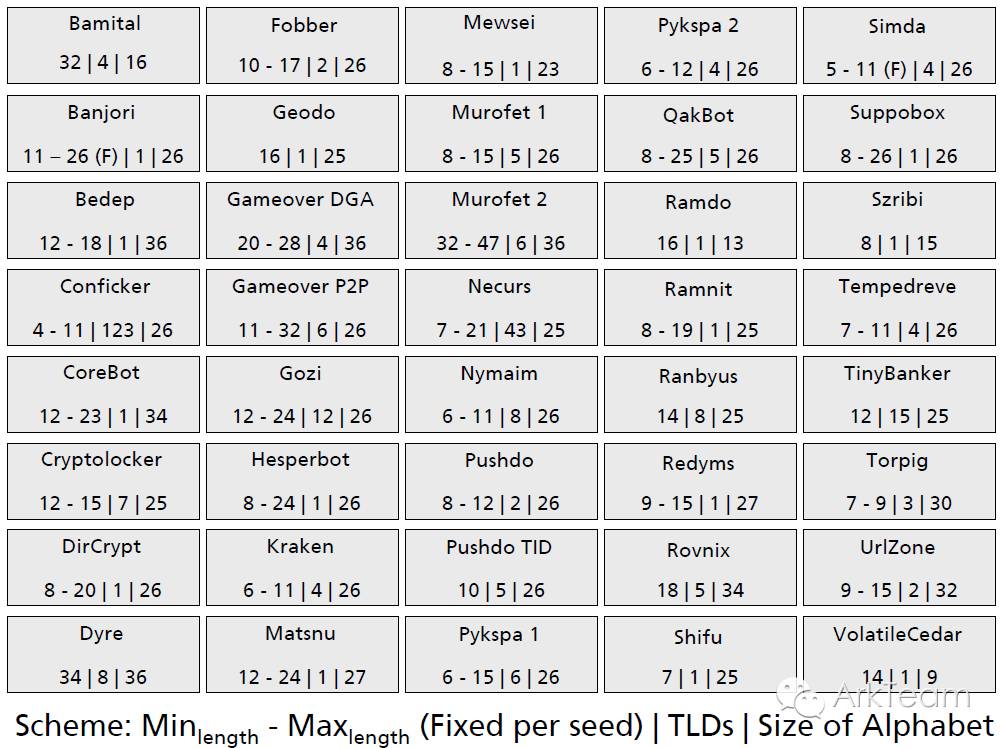 Bamital
32 | 4 | 16
Fobber
10 - 17 | 2 | 26
Mewsei
8 - 15 | 1 | 23
Pykspa 2
6 - 12 | 4 | 26
Simda
5 - 11 (F) | 4 | 26
Banjori
11 – 26 (F) | 1 | 26
Geodo
16 | 1 | 25
Murofet 1
8 - 15 | 5 | 26
QakBot
8 - 25 | 5 | 26
Suppobox
8 - 26 | 1 | 26
Bedep
12 - 18 | 1 | 36
Gameover DGA
20 - 28 | 4 | 36
Murofet 2
32 - 47 | 6 | 36
Ramdo
16 | 1 | 13
Szribi
8 | 1 | 15
Conficker
4 - 11 | 123 | 26
Gameover P2P
11 - 32 | 6 | 26
Necurs
7 - 21 | 43 | 25
Ramnit
8 - 19 | 1 | 25
Tempedreve
7 - 11 | 4 | 26
CoreBot
12 - 23 | 1 | 34
Gozi
12 - 24 | 12 | 26
Nymaim
6 - 11 | 8 | 26
Ranbyus
14 | 8 | 25
TinyBanker
12 | 15 | 25
Cryptolocker
12 - 15 | 7 | 25
Hesperbot
8 - 24 | 1 | 26
Pushdo
8 - 12 | 2 | 26
Redyms
9 - 15 | 1 | 27
Torpig
7 - 9 | 3 | 30
DirCrypt
8 - 20 | 1 | 26
Kraken
6 - 11 | 4 | 26
Pushdo TID
10 | 5 | 26
Rovnix
18 | 5 | 34
UrlZone
9 - 15 | 2 | 32
Dyre
34 | 8 | 36
Matsnu
12 - 24 | 1 | 27
Pykspa 1
6 - 15 | 6 | 26
Shifu
7 | 1 | 25
VolatileCedar
14 | 1 | 9
ArkTeam
Scheme: Minlength - Maxlength (Fixed per seed) | TLDs | Size of Alphabet